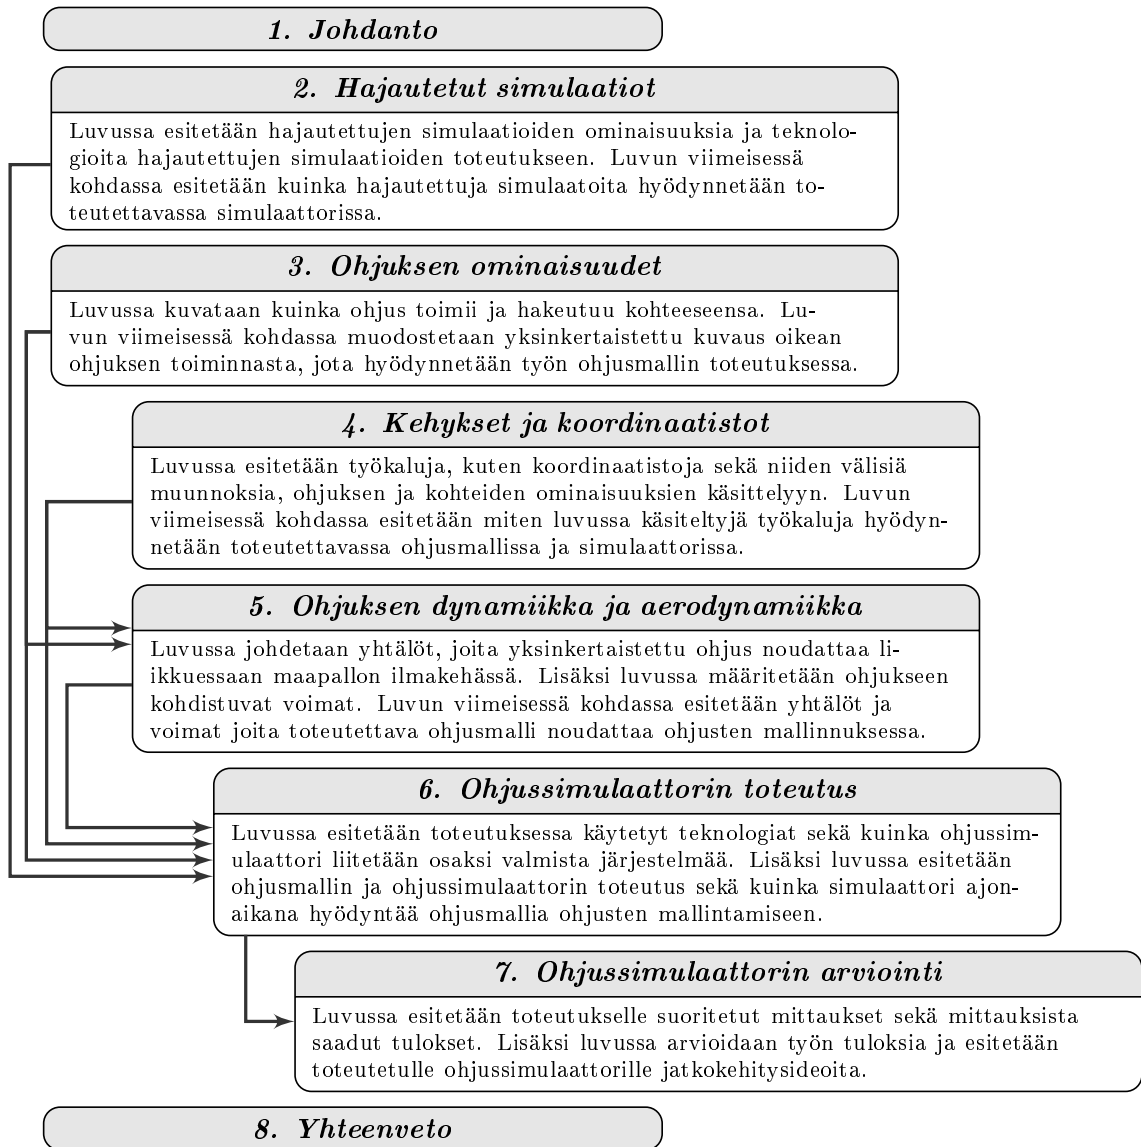 1. Johdanto
2. Hajautetut simulaatiot
Luvussa esitetään hajautettujen simulaatioiden ominaisuuksia ja teknolo-
gioita hajautettujen simulaatioiden toteutukseen. Luvun viimeisessä
kohdassa esitetään kuinka hajautettuja simulaatoita hyödynnetään to-
teutettavassa simulaattorissa.
3. Ohjuksen ominaisuudet
Luvussa kuvataan kuinka ohjus toimii ja hakeutuu kohteeseensa. Lu-
vun viimeisessä kohdassa muodostetaan yksinkertaistettu kuvaus oikean
ohjuksen toiminnasta, jota hyödynnetään työn ohjusmallin toteutuksessa.
4. Kehykset ja koordinaatistot
Luvussa esitetään työkaluja, kuten koordinaatistoja sekä niiden välisiä
muunnoksia, ohjuksen ja kohteiden ominaisuuksien käsittelyyn. Luvun
viimeisessä kohdassa esitetään miten luvussa käsiteltyjä työkaluja hyödyn-
netään toteutettavassa ohjusmallissa ja simulaattorissa.
5. Ohjuksen dynamiikka ja aerodynamiikka
Luvussa johdetaan yhtälöt, joita yksinkertaistettu ohjus noudattaa li-
ikkuessaan maapallon ilmakehässä. Lisäksi luvussa määritetään ohjukseen
kohdistuvat voimat. Luvun viimeisessä kohdassa esitetään yhtälöt ja
voimat joita toteutettava ohjusmalli noudattaa ohjusten mallinnuksessa.
6. Ohjussimulaattorin toteutus
Luvussa esitetään toteutuksessa käytetyt teknologiat sekä kuinka ohjussim-
ulaattori liitetään osaksi valmista järjestelmää. Lisäksi luvussa esitetään
ohjusmallin ja ohjussimulaattorin toteutus sekä kuinka simulaattori ajon-
aikana hyödyntää ohjusmallia ohjusten mallintamiseen.
7. Ohjussimulaattorin arviointi
Luvussa esitetään toteutukselle suoritetut mittaukset sekä mittauksista
saadut tulokset. Lisäksi luvussa arvioidaan työn tuloksia ja esitetään
toteutetulle ohjussimulaattorille jatkokehitysideoita.
8. Yhteenveto